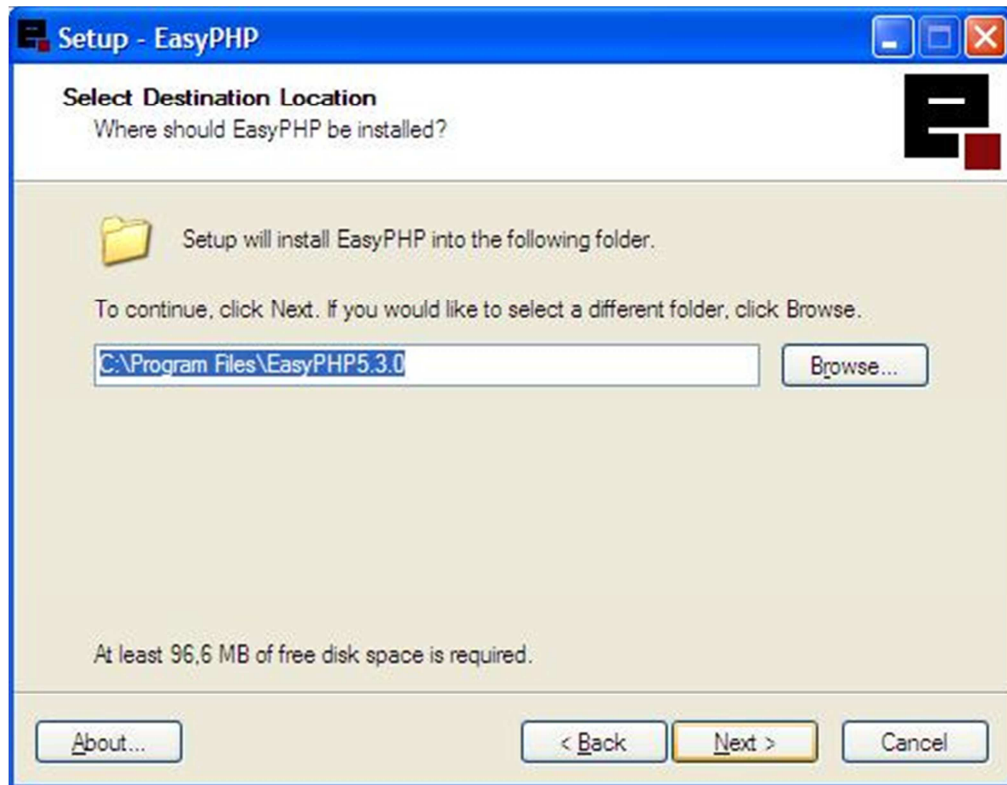 Setup - EasyPHP
Select Destination Location
Where should EasyPHP be installed?
Setup will install EasyPHP into the following folder.
To continue, click Next. If you would like to select a different folder, click Browse.
C:\Program Files\EasyPHP5.3.0
Browse...
At least 96,6 MB of free disk space is required.
About...
< Back
Next >
Cancel